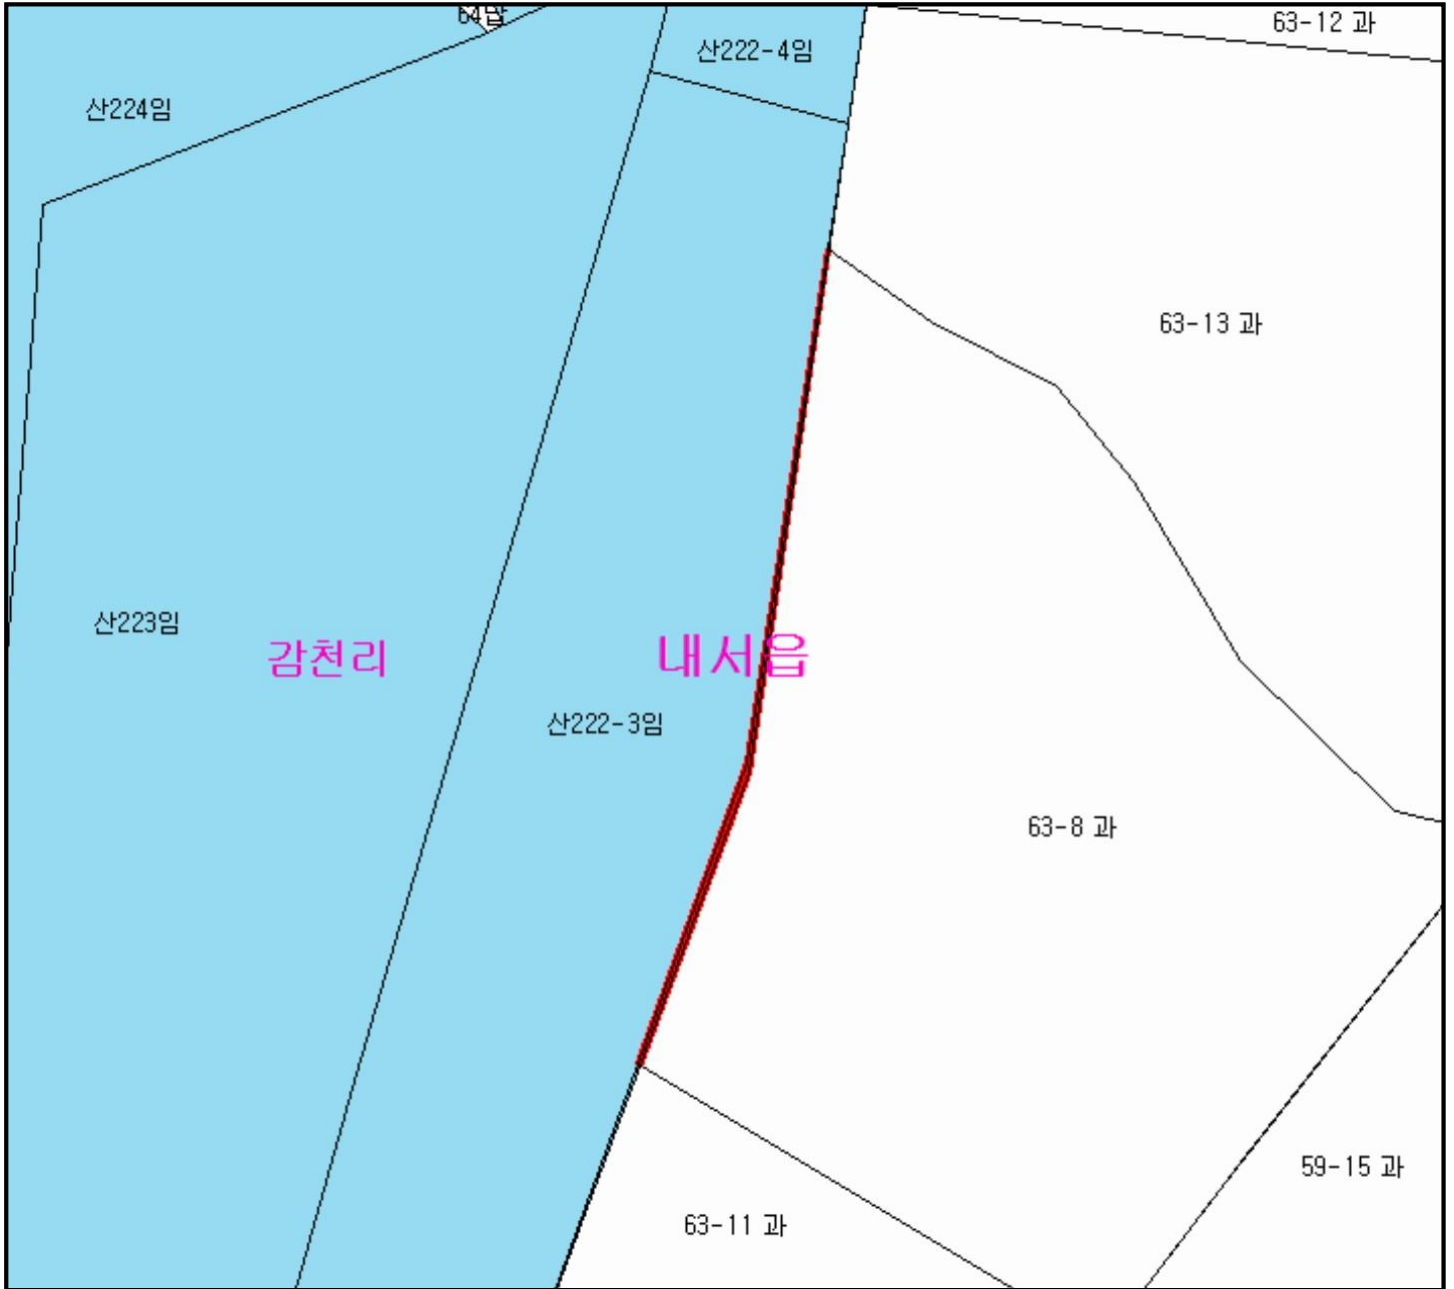 63-12 과
산222-4임
산224임
63-13 과
산223임
감천리
내서읍
산222-3임
63-8 과
59-15 과
63-11 과